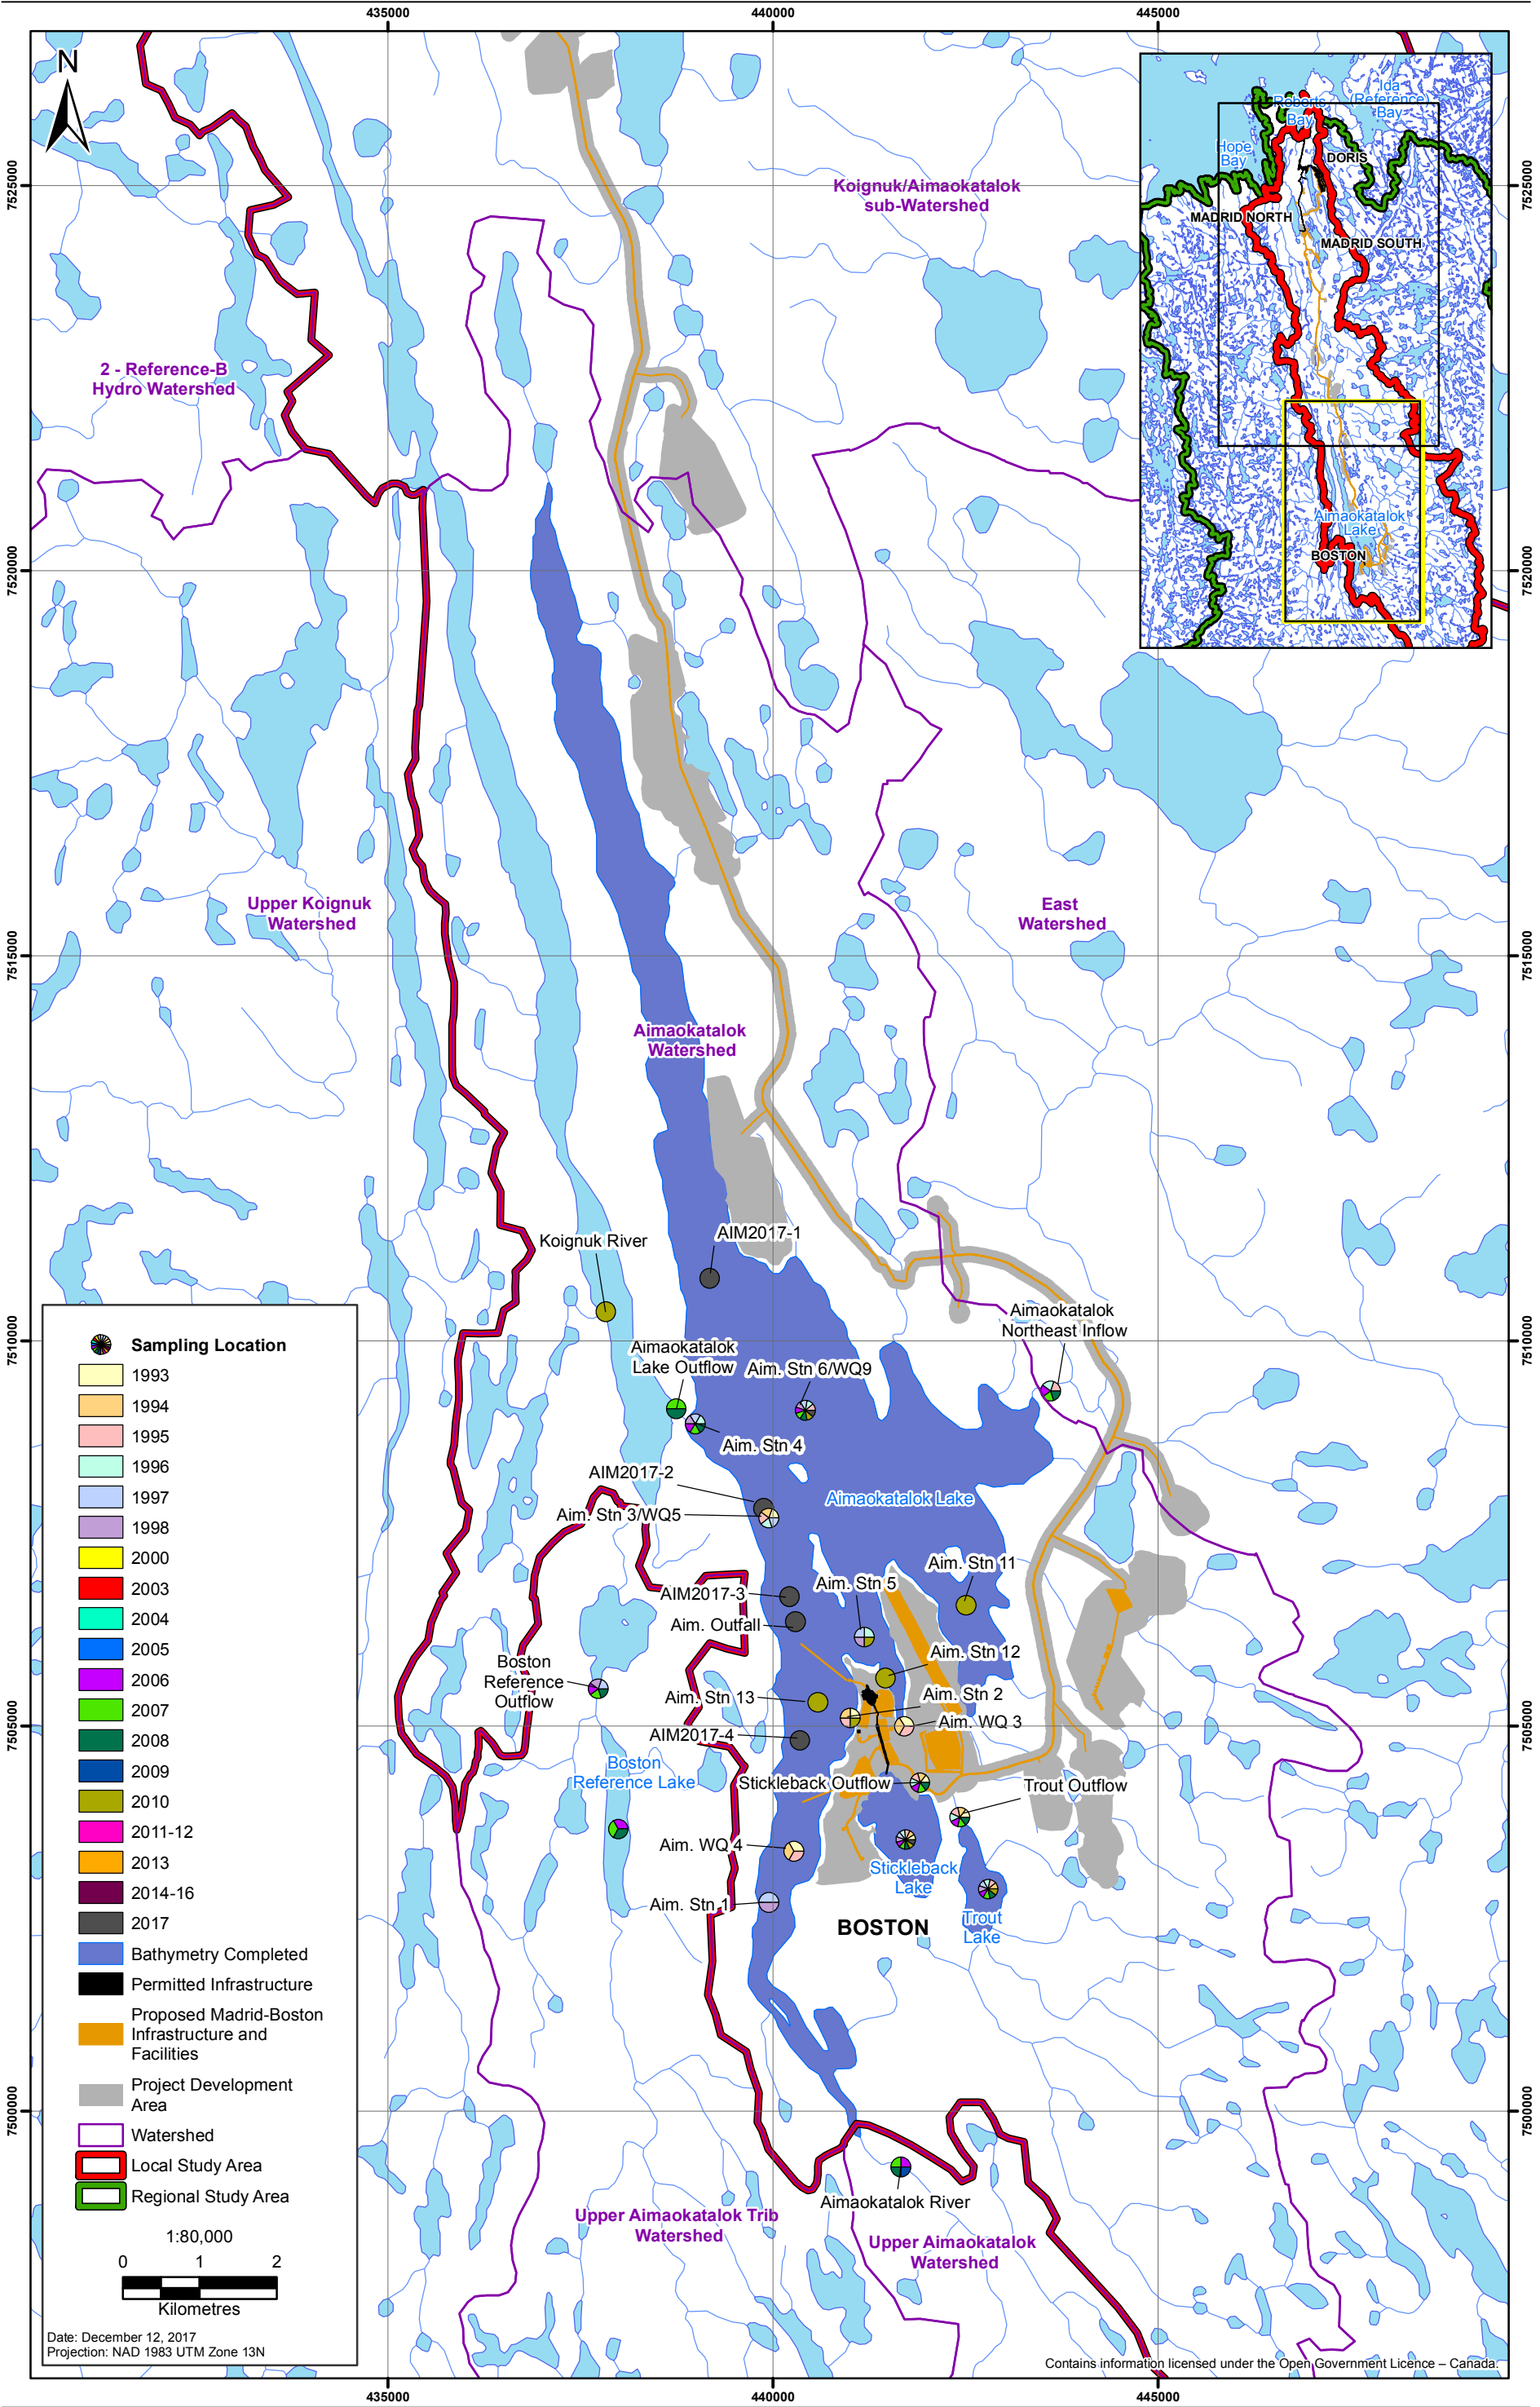 435000
440000
445000
N
7525000
7525000
Koignuk/Aimaokatalok
sub-Watershed
Roberts
Bay
Ida
(Reference)
Bay
Hope
Bay
DORIS
MADRID NORTH
MADRID SOUTH
Aimaokatalok
Lake
BOSTON
2 - Reference-B
Hydro Watershed
7520000
7520000
Upper Koignuk
Watershed
East
Watershed
7515000
7515000
Aimaokatalok
Watershed
Koignuk River
AIM2017-1
Aimaokatalok
Northeast Inflow
7510000
7510000
Aimaokatalok
Lake Outflow
Aim. Stn 6/WQ9
Aim. Stn 4
AIM2017-2
Aim. Stn 3/WQ5
Aimaokatalok Lake
Aim. Stn 11
Aim. Stn 5
AIM2017-3
Aim. Outfall
Aim. Stn 12
Boston
Reference
Outflow
Aim. Stn 13
Aim. Stn 2
Aim. WQ 3
AIM2017-4
7505000
7505000
Boston
Reference Lake
Stickleback Outflow
Trout Outflow
Aim. WQ 4
Stickleback
Lake
Aim. Stn 1
BOSTON
Trout
Lake
7500000
7500000
Aimaokatalok River
Upper Aimaokatalok Trib
Watershed
Upper Aimaokatalok
Watershed
Sampling Location
1993
1994
1995
1996
1997
1998
2000
2003
2004
2005
2006
2007
2008
2009
2010
2011-12
2013
2014-16
2017
Bathymetry Completed
Permitted Infrastructure
Proposed Madrid-Boston
Infrastructure and
Facilities
Project Development
Area
Watershed
Local Study Area
Regional Study Area
1:80,000
0 1 2
Kilometres
Date: December 12, 2017
Projection: NAD 1983 UTM Zone 13N
Contains information licensed under the Open Government Licence – Canada.
435000
440000
445000